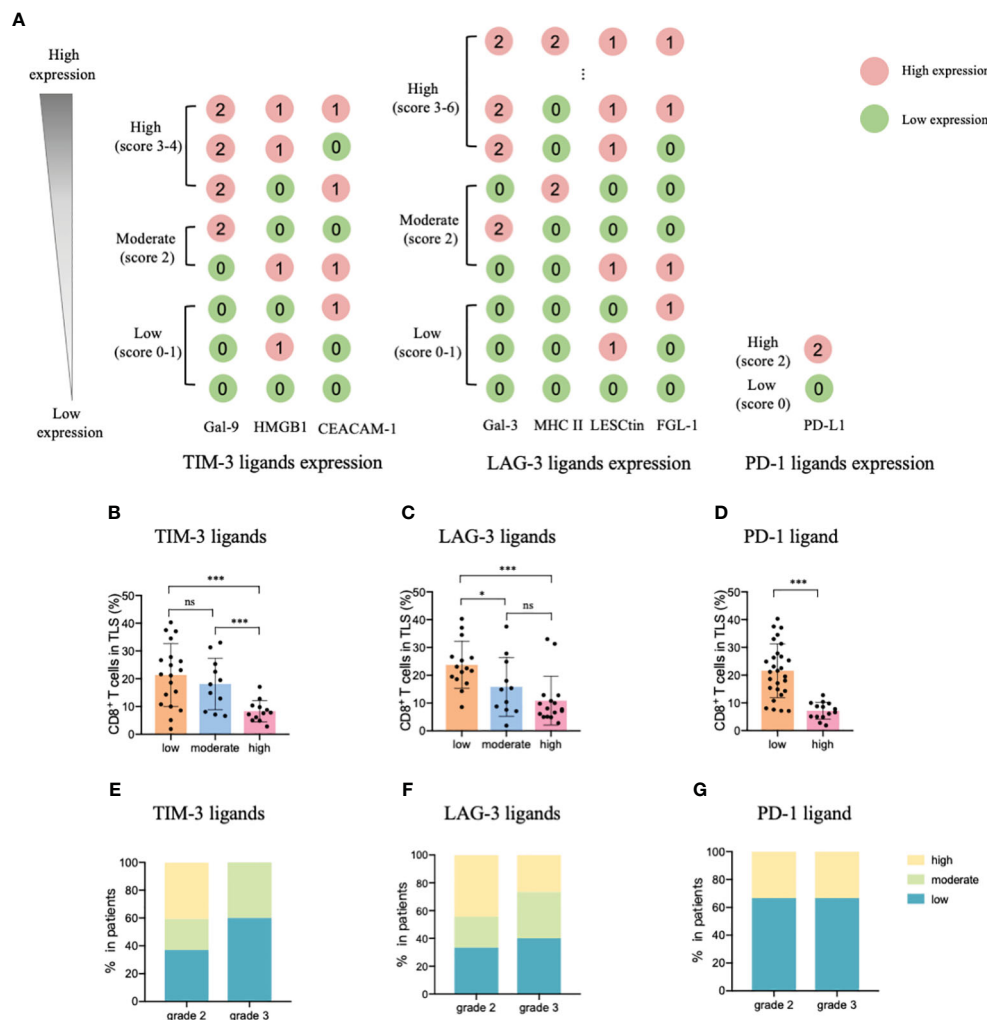 A
High
expression
Low
expression
High
(score 3-4)
Moderate
(score 2)
Low
(score 0-1)
2 1 1
2 1 0
2 0 1
2 0 0
0 1 1
0 0 1
0 1 0
0 0 0
Gal-9 HMGB1 CEACAM-1
TIM-3 ligands expression
High
(score 3-6)
Moderate
(score 2)
Low
(score 0-1)
2 2 1 1
...
2 0 1 1
2 0 1 0
0 2 0 0
2 0 0 0
0 0 1 1
0 0 0 1
0 0 1 0
0 0 0 0
Gal-3 MHC II LESCtin FGL-1
LAG-3 ligands expression
High expression
Low expression
High
(score 2)
2
Low
(score 0)
0
PD-L1
PD-1 ligands expression
B
TIM-3 ligands
CD8+ T cells in TLS (%)
50
40
30
20
10
0
***
ns
***
low moderate high
C
LAG-3 ligands
CD8+ T cells in TLS (%)
50
40
30
20
10
0
***
*
ns
low moderate high
D
PD-1 ligand
CD8+ T cells in TLS (%)
50
40
30
20
10
0
***
low high
E
TIM-3 ligands
% in patients
100
80
60
40
20
0
grade 2 grade 3
F
LAG-3 ligands
% in patients
100
80
60
40
20
0
grade 2 grade 3
G
PD-1 ligand
% in patients
100
80
60
40
20
0
grade 2 grade 3
high
moderate
low